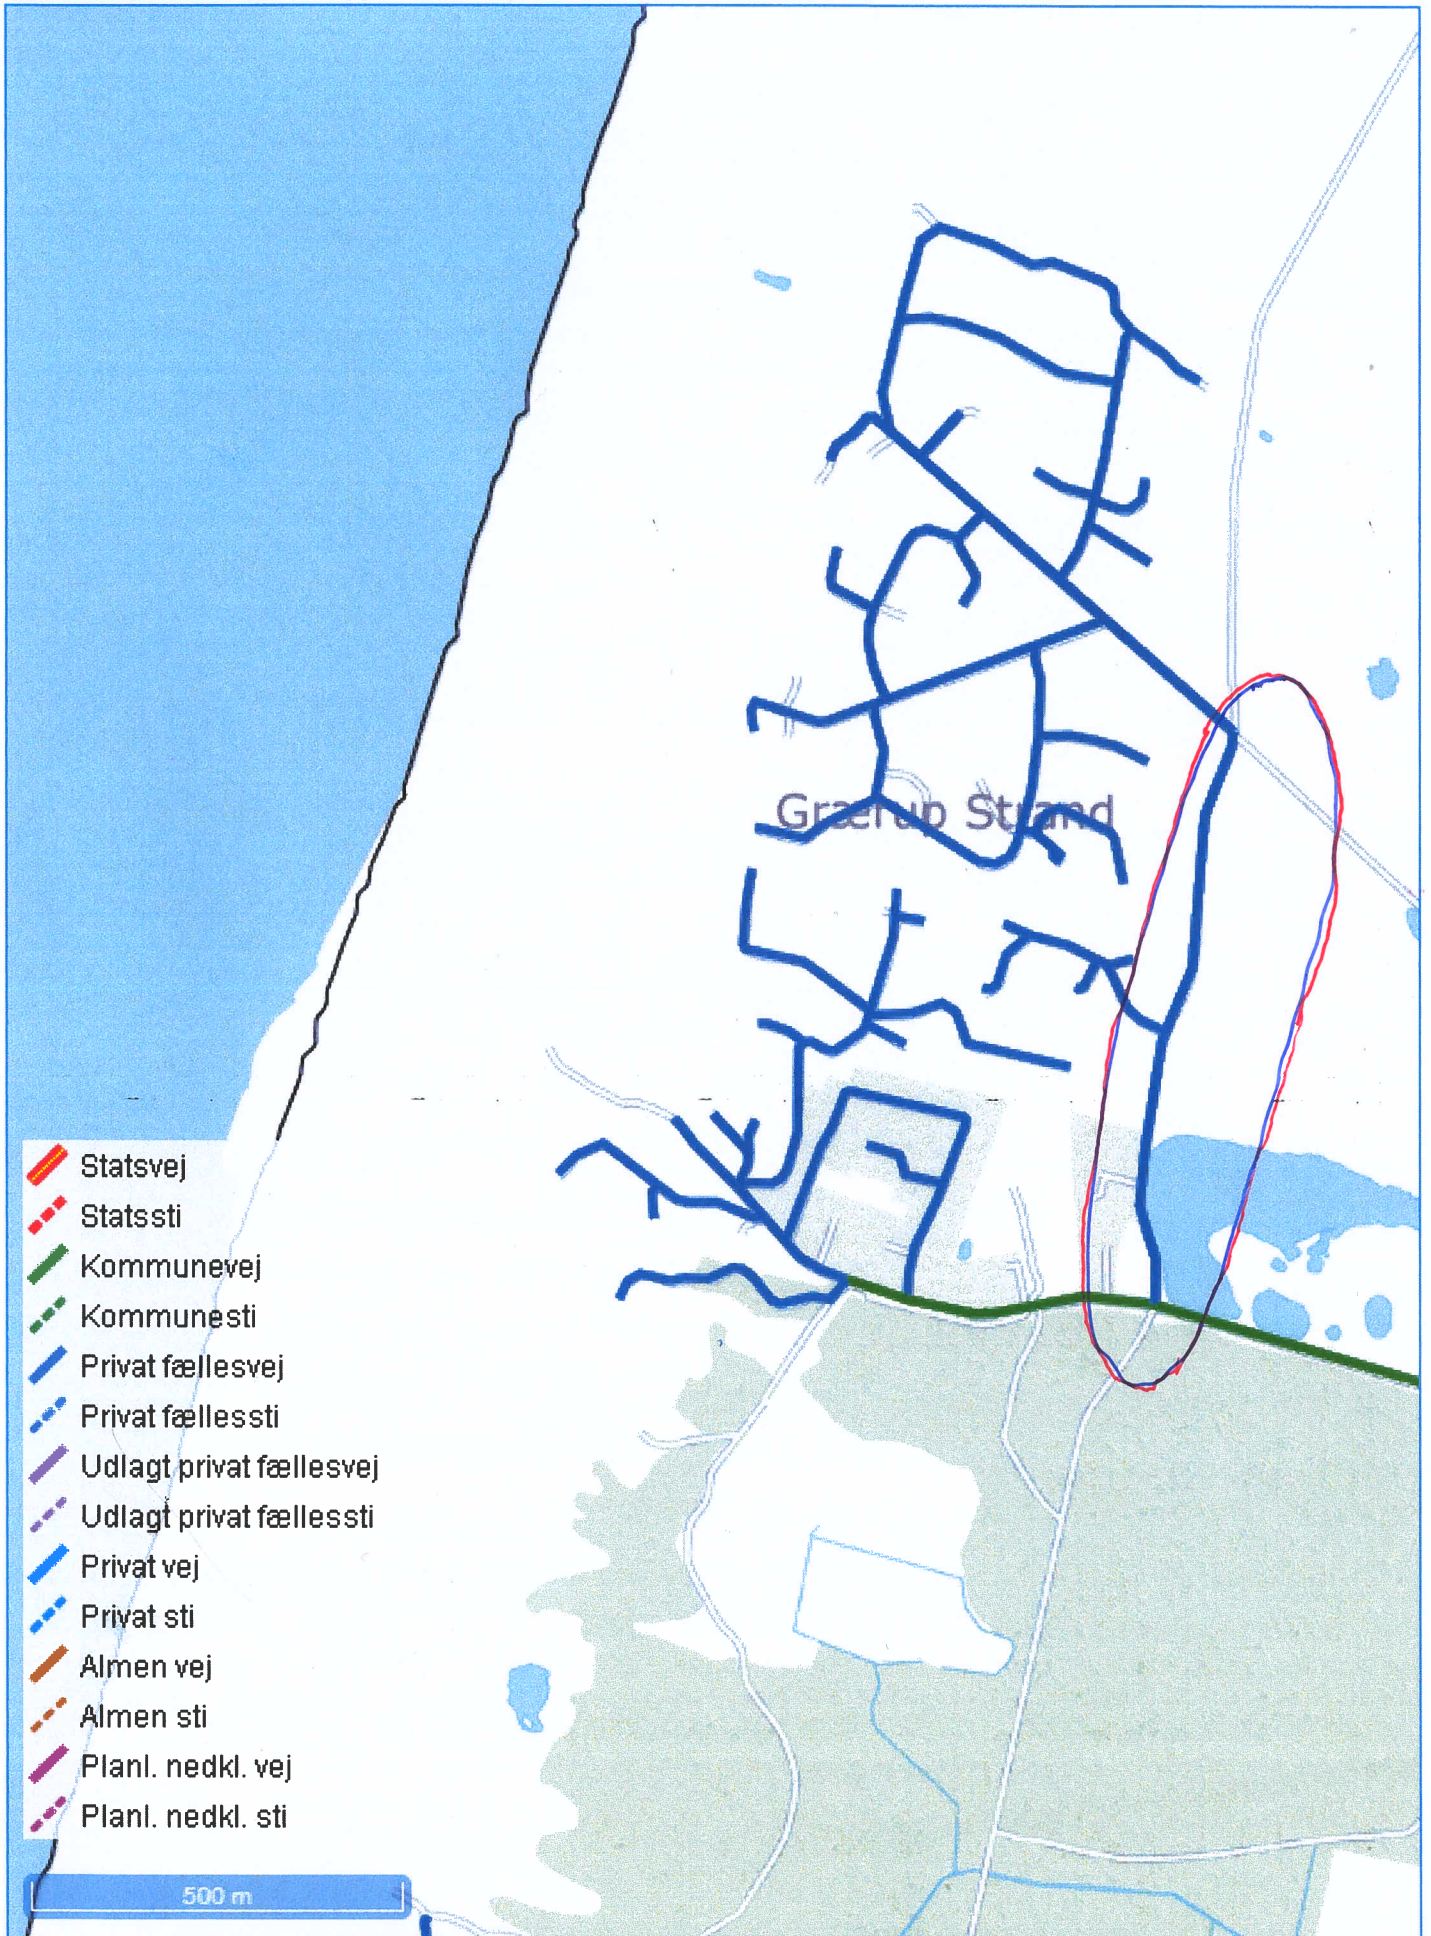 Grærup Strand
Statsvej
Statssti
Kommunevej
Kommunesti
Privat fællesvej
Privat fællessti
Udlagt privat fællesvej
Udlagt privat fællessti
Privat vej
Privat sti
Almen vej
Almen sti
Planl. nedkl. vej
Planl. nedkl. sti
500 m